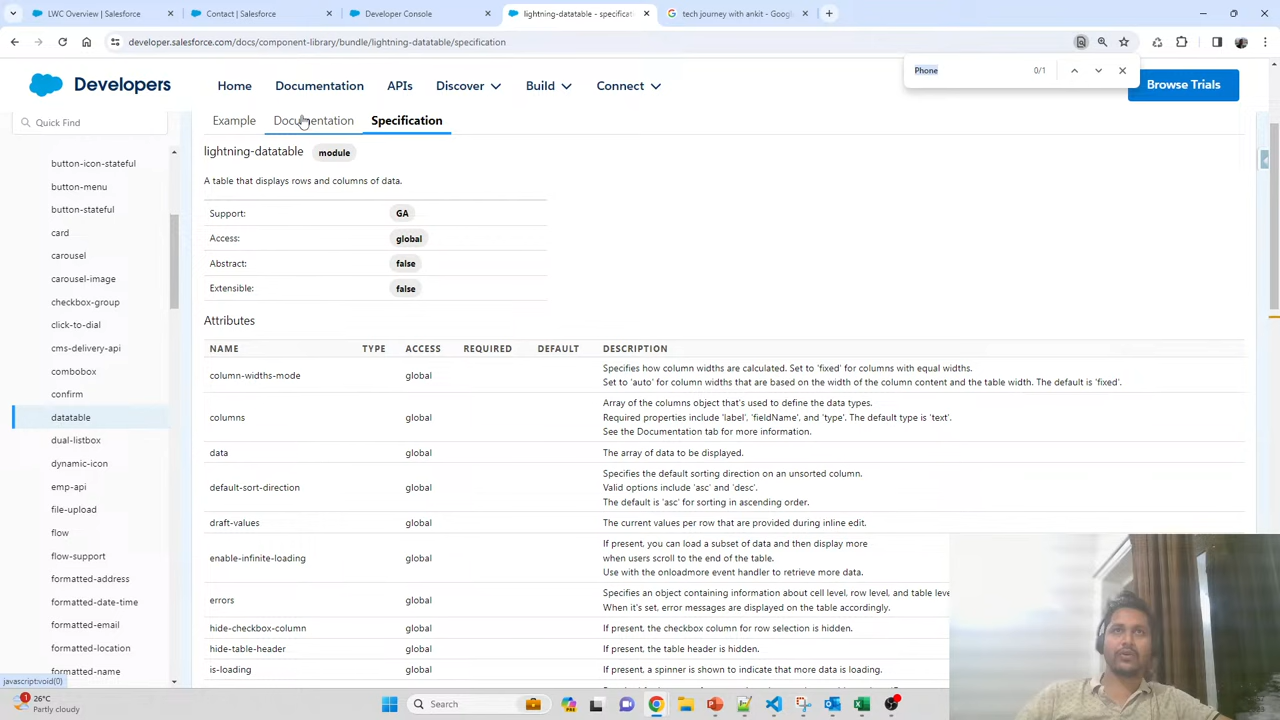 LWC Overview | Salesforce
Contact | Salesforce
Developer Console
lightning-datatable - specificat
tech journey with ankit - Google
developer.salesforce.com/docs/component-library/bundle/lightning-datatable/specification
Phone
0/1
Developers
Home
Documentation
APIs
Discover
Build
Connect
Browse Trials
Quick Find
Example
Documentation
Specification
button-icon-stateful
button-menu
button-stateful
card
carousel
carousel-image
checkbox-group
click-to-dial
cms-delivery-api
combobox
confirm
datatable
dual-listbox
dynamic-icon
emp-api
file-upload
flow
flow-support
formatted-address
formatted-date-time
formatted-email
formatted-location
formatted-name
lightning-datatable module
A table that displays rows and columns of data.
Support: GA
Access: global
Abstract: false
Extensible: false
Attributes
NAME TYPE ACCESS REQUIRED DEFAULT DESCRIPTION
column-widths-mode global Specifies how column widths are calculated. Set to 'fixed' for columns with equal widths.
Set to 'auto' for column widths that are based on the width of the column content and the table width. The default is 'fixed'.
columns global Array of the columns object that's used to define the data types.
Required properties include 'label', 'fieldName', and 'type'. The default type is 'text'.
See the Documentation tab for more information.
data global The array of data to be displayed.
default-sort-direction global Specifies the default sorting direction on an unsorted column.
Valid options include 'asc' and 'desc'.
The default is 'asc' for sorting in ascending order.
draft-values global The current values per row that are provided during inline edit.
enable-infinite-loading global If present, you can load a subset of data and then display more
when users scroll to the end of the table.
Use with the onloadmore event handler to retrieve more data.
errors global Specifies an object containing information about cell level, row level, and table leve
When it's set, error messages are displayed on the table accordingly.
hide-checkbox-column global If present, the checkbox column for row selection is hidden.
hide-table-header global If present, the table header is hidden.
is-loading global If present, a spinner is shown to indicate that more data is loading.
javascript:void(0)
1
26°C
Partly cloudy
Search